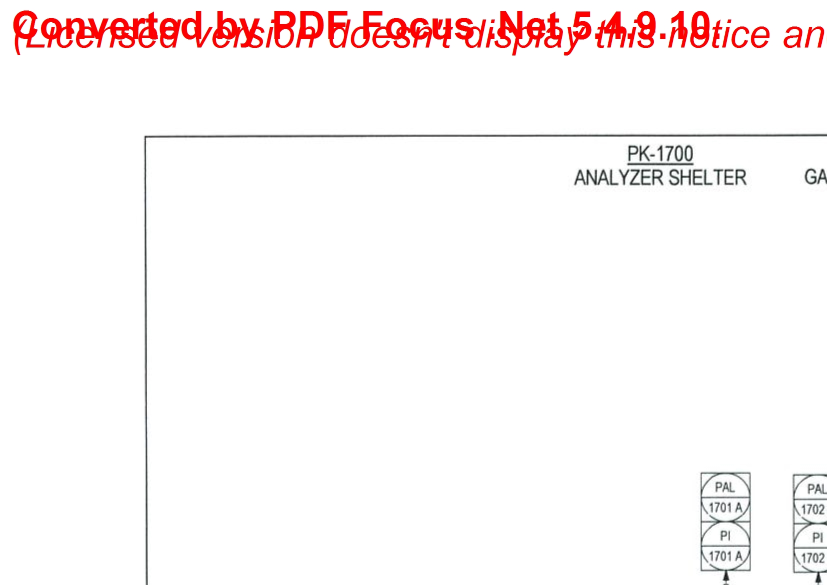 Converted by PDF Focus .Net 5.4.9.10.
(Licensed version doesn't display this notice an
PK-1700
ANALYZER SHELTER GA
PAL PAL
1701 A 1702
PI PI
1701 A 1702